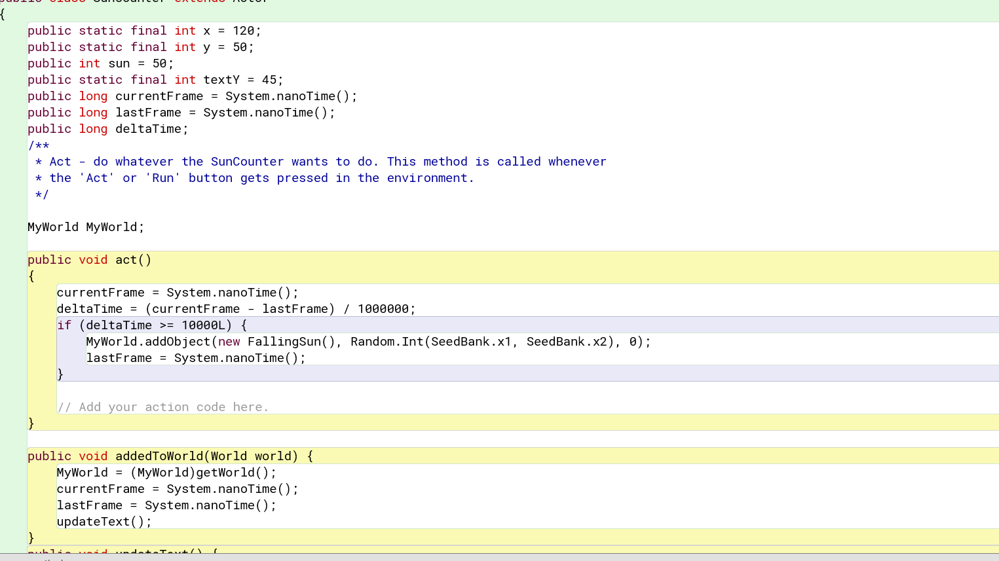 public class SunCounter extends Actor
{
    public static final int x = 120;
    public static final int y = 50;
    public int sun = 50;
    public static final int textY = 45;
    public long currentFrame = System.nanoTime();
    public long lastFrame = System.nanoTime();
    public long deltaTime;
    /**
     * Act - do whatever the SunCounter wants to do. This method is called whenever
     * the 'Act' or 'Run' button gets pressed in the environment.
     */
    MyWorld MyWorld;
    public void act()
    {
        currentFrame = System.nanoTime();
        deltaTime = (currentFrame - lastFrame) / 1000000;
        if (deltaTime >= 10000L) {
            MyWorld.addObject(new FallingSun(), Random.Int(SeedBank.x1, SeedBank.x2), 0);
            lastFrame = System.nanoTime();
        }
        // Add your action code here.
    }
    public void addedToWorld(World world) {
        MyWorld = (MyWorld)getWorld();
        currentFrame = System.nanoTime();
        lastFrame = System.nanoTime();
        updateText();
    }
    public void updateText() {